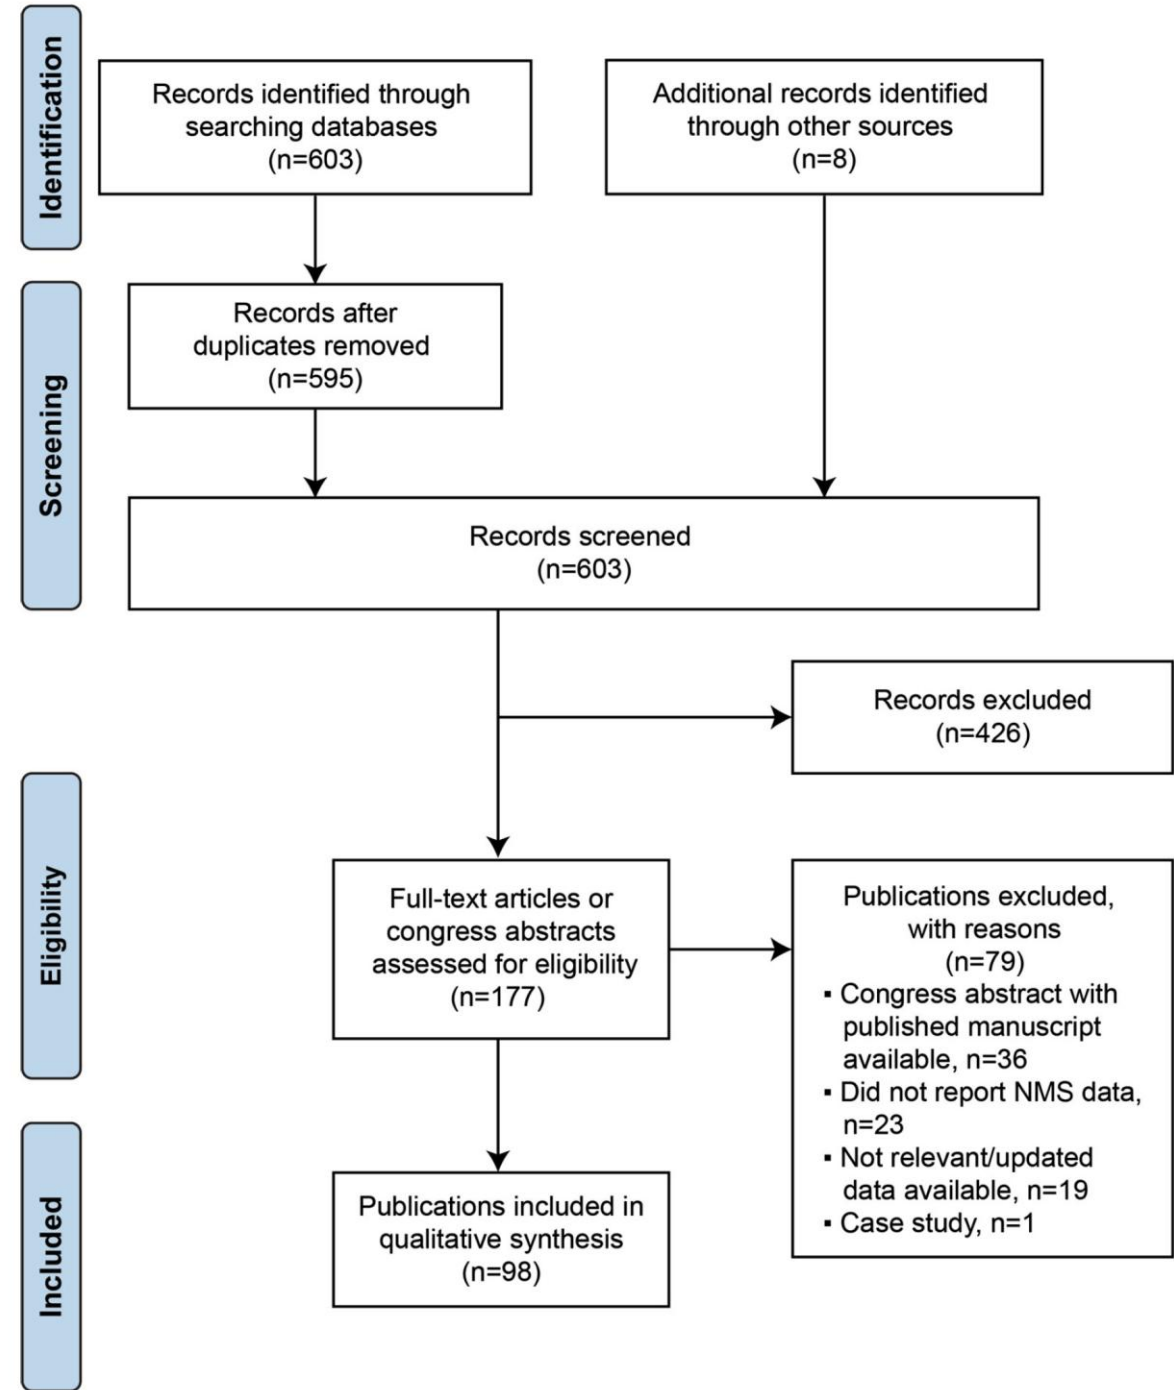 Identification
Records identified through
searching databases
(n=603)
Additional records identified
through other sources
(n=8)
Screening
Records after
duplicates removed
(n=595)
Records screened
(n=603)
Records excluded
(n=426)
Eligibility
Full-text articles or
congress abstracts
assessed for eligibility
(n=177)
Publications excluded,
with reasons
(n=79)
▪ Congress abstract with
published manuscript
available, n=36
▪ Did not report NMS data,
n=23
▪ Not relevant/updated
data available, n=19
▪ Case study, n=1
Included
Publications included in
qualitative synthesis
(n=98)